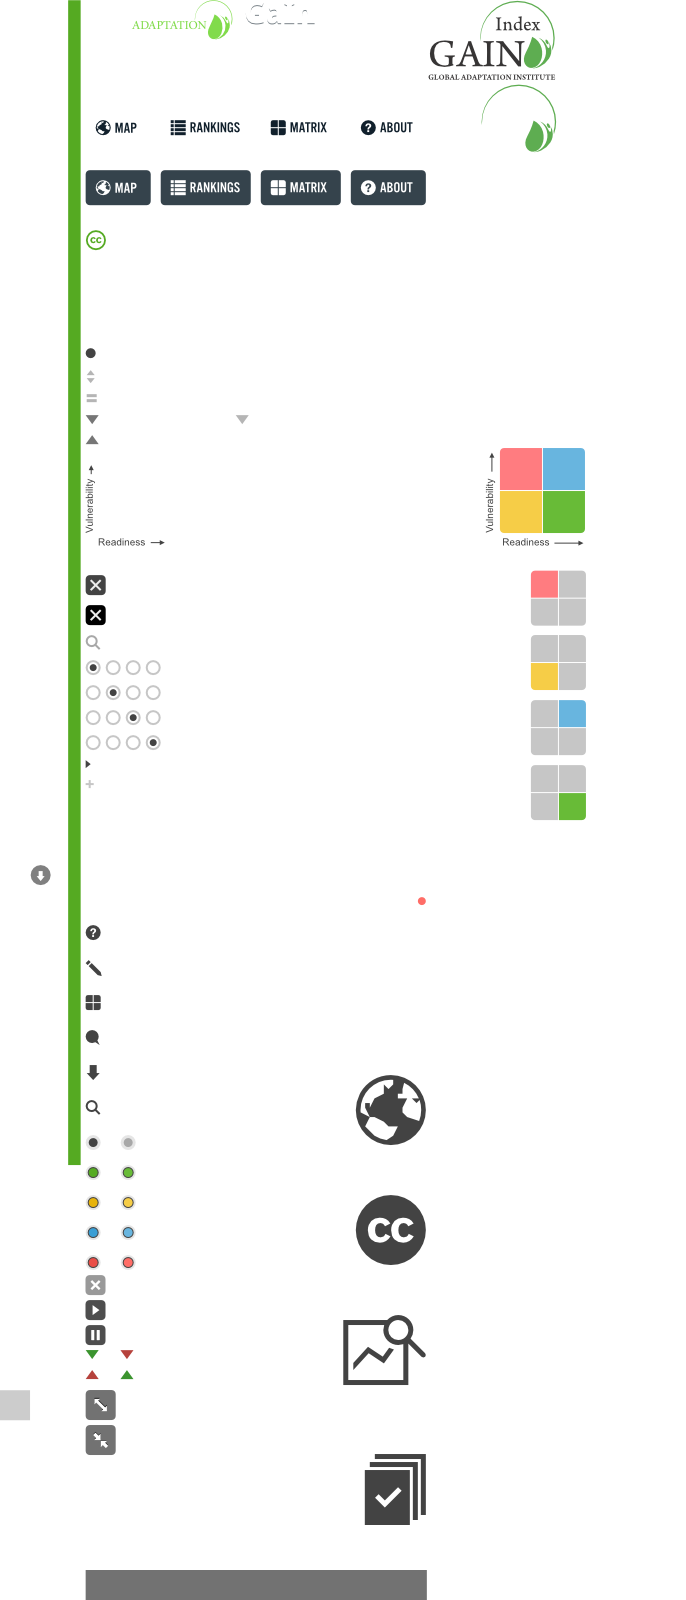 ADAPTATION
Gain
Index
GAIN
GLOBAL ADAPTATION INSTITUTE
MAP
RANKINGS
MATRIX
? ABOUT
MAP
RANKINGS
MATRIX
? ABOUT
cc
Vulnerability
Readiness
Vulnerability
Readiness
?
cc